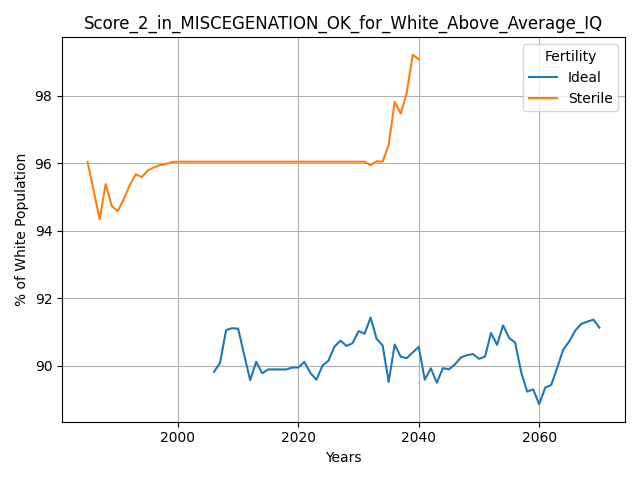 Score_2_in_MISCEGENATION_OK_for_White_Above_Average_IQ
Fertility
Ideal
Sterile
% of White Population
98
96
94
92
90
2000
2020
2040
2060
Years